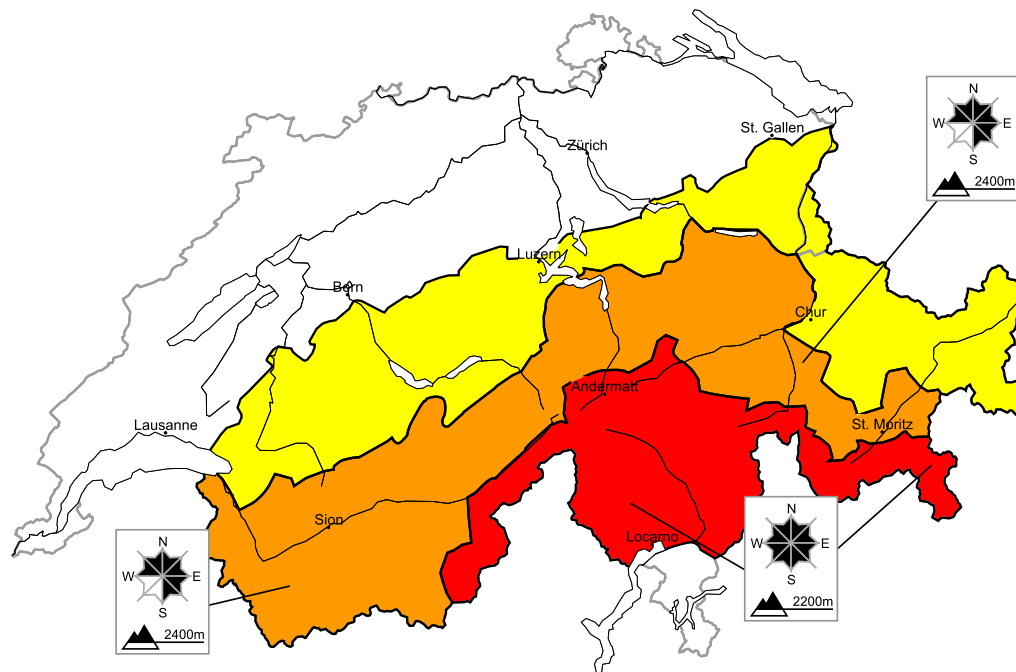 St. Gallen
Zürich
N
W E
S
2400m
Luzern
Bern
Chur
Andermatt
Lausanne
St. Moritz
Sion
N
W E
S
2200m
Locarno
N
W E
S
2400m